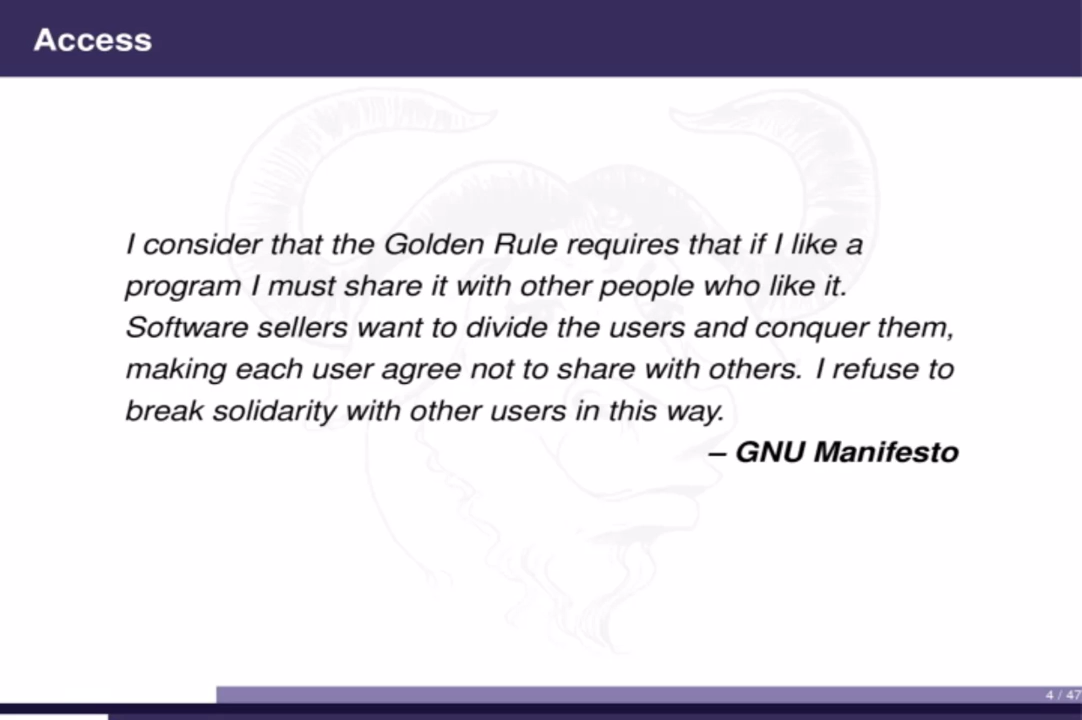 Access
I consider that the Golden Rule requires that if I like a
program I must share it with other people who like it.
Software sellers want to divide the users and conquer them,
making each user agree not to share with others. I refuse to
break solidarity with other users in this way.
– GNU Manifesto
4 / 47